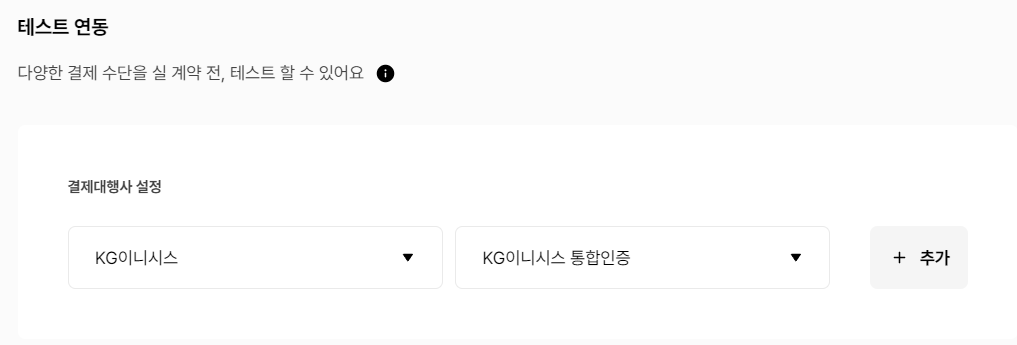 테스트 연동
다양한 결제 수단을 실 계약 전, 테스트 할 수 있어요 i
결제대행사 설정
KG이니시스 ▼ KG이니시스 통합인증 ▼ + 추가